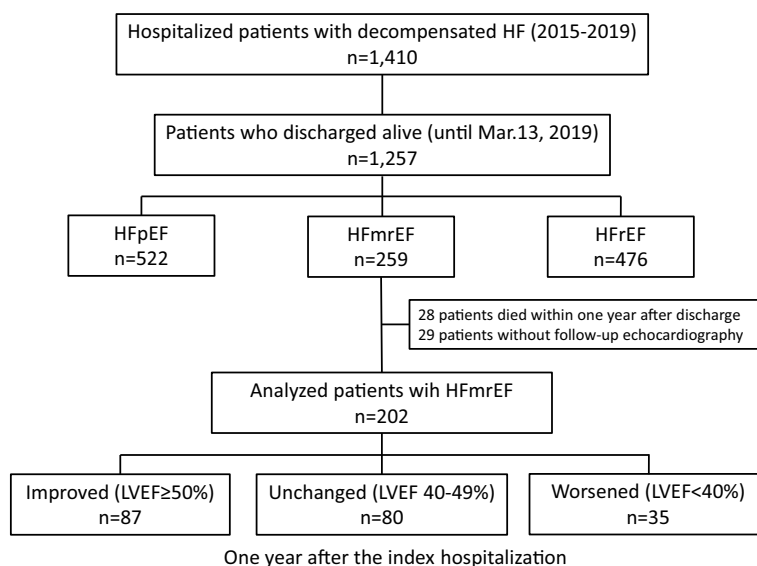 Hospitalized patients with decompensated HF (2015-2019)
n=1,410
Patients who discharged alive (until Mar.13, 2019)
n=1,257
HFpEF
n=522
HFmrEF
n=259
HFrEF
n=476
28 patients died within one year after discharge
29 patients without follow-up echocardiography
Analyzed patients wih HFmrEF
n=202
Improved (LVEF≥50%)
n=87
Unchanged (LVEF 40-49%)
n=80
Worsened (LVEF<40%)
n=35
One year after the index hospitalization